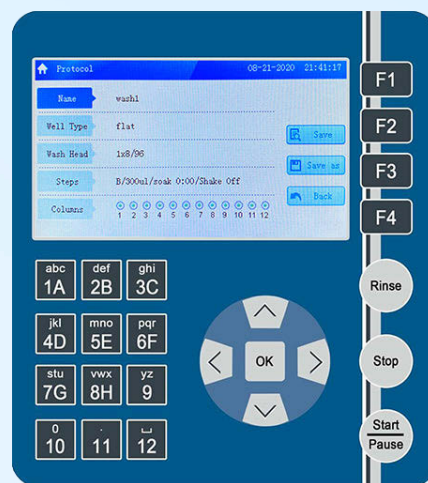 Protocol 08-21-2020 21:41:17
Name wash1
Well Type flat
Wash Head 1x8/96
Steps B/300ul/soak 0:00/Shake Off
Columns 1 2 3 4 5 6 7 8 9 10 11 12
Save
Save as
Back
F1
F2
F3
F4
abc def ghi
1A 2B 3C
jkl mno pqr
4D 5E 6F
stu vwx yz
7G 8H 9
0 . ␣
10 11 12
OK
Rinse
Stop
Start
Pause